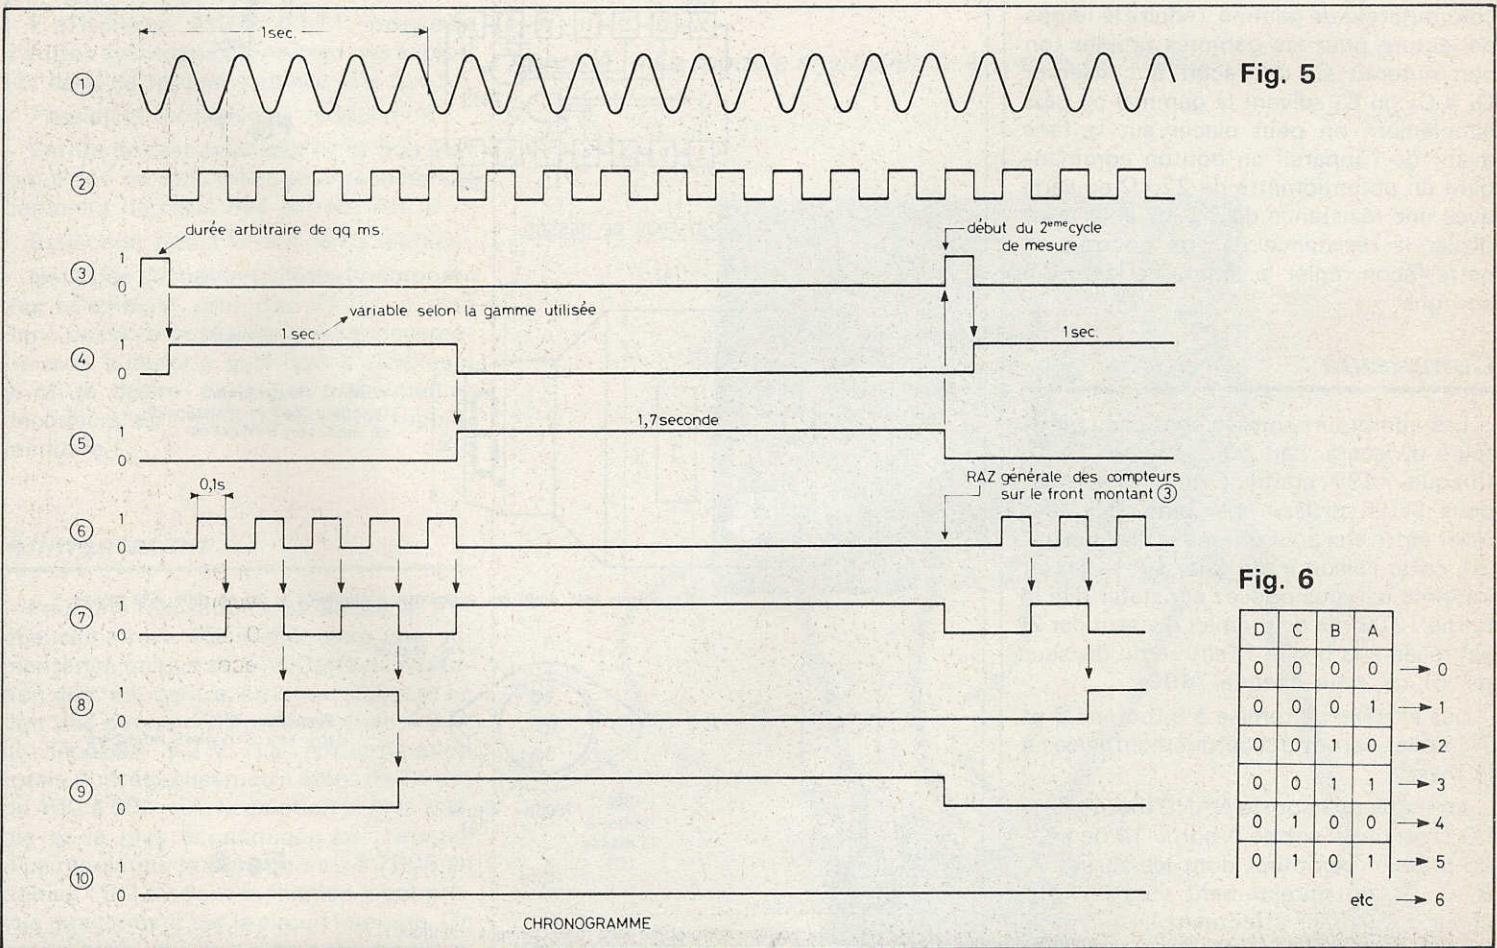 1sec.
1
Fig. 5
2
durée arbitraire de qq ms.
début du 2ᵉᵐᵉcycle
de mesure
3
1
0
variable selon la gamme utilisée
1 sec.
1sec.
4
1
0
1,7seconde
5
1
0
0,1s
RAZ générale des compteurs
sur le front montant ③
6
1
0
7
1
0
8
1
0
9
1
0
10
1
0
CHRONOGRAMME
Fig. 6
D C B A
0 0 0 0 → 0
0 0 0 1 → 1
0 0 1 0 → 2
0 0 1 1 → 3
0 1 0 0 → 4
0 1 0 1 → 5
etc → 6